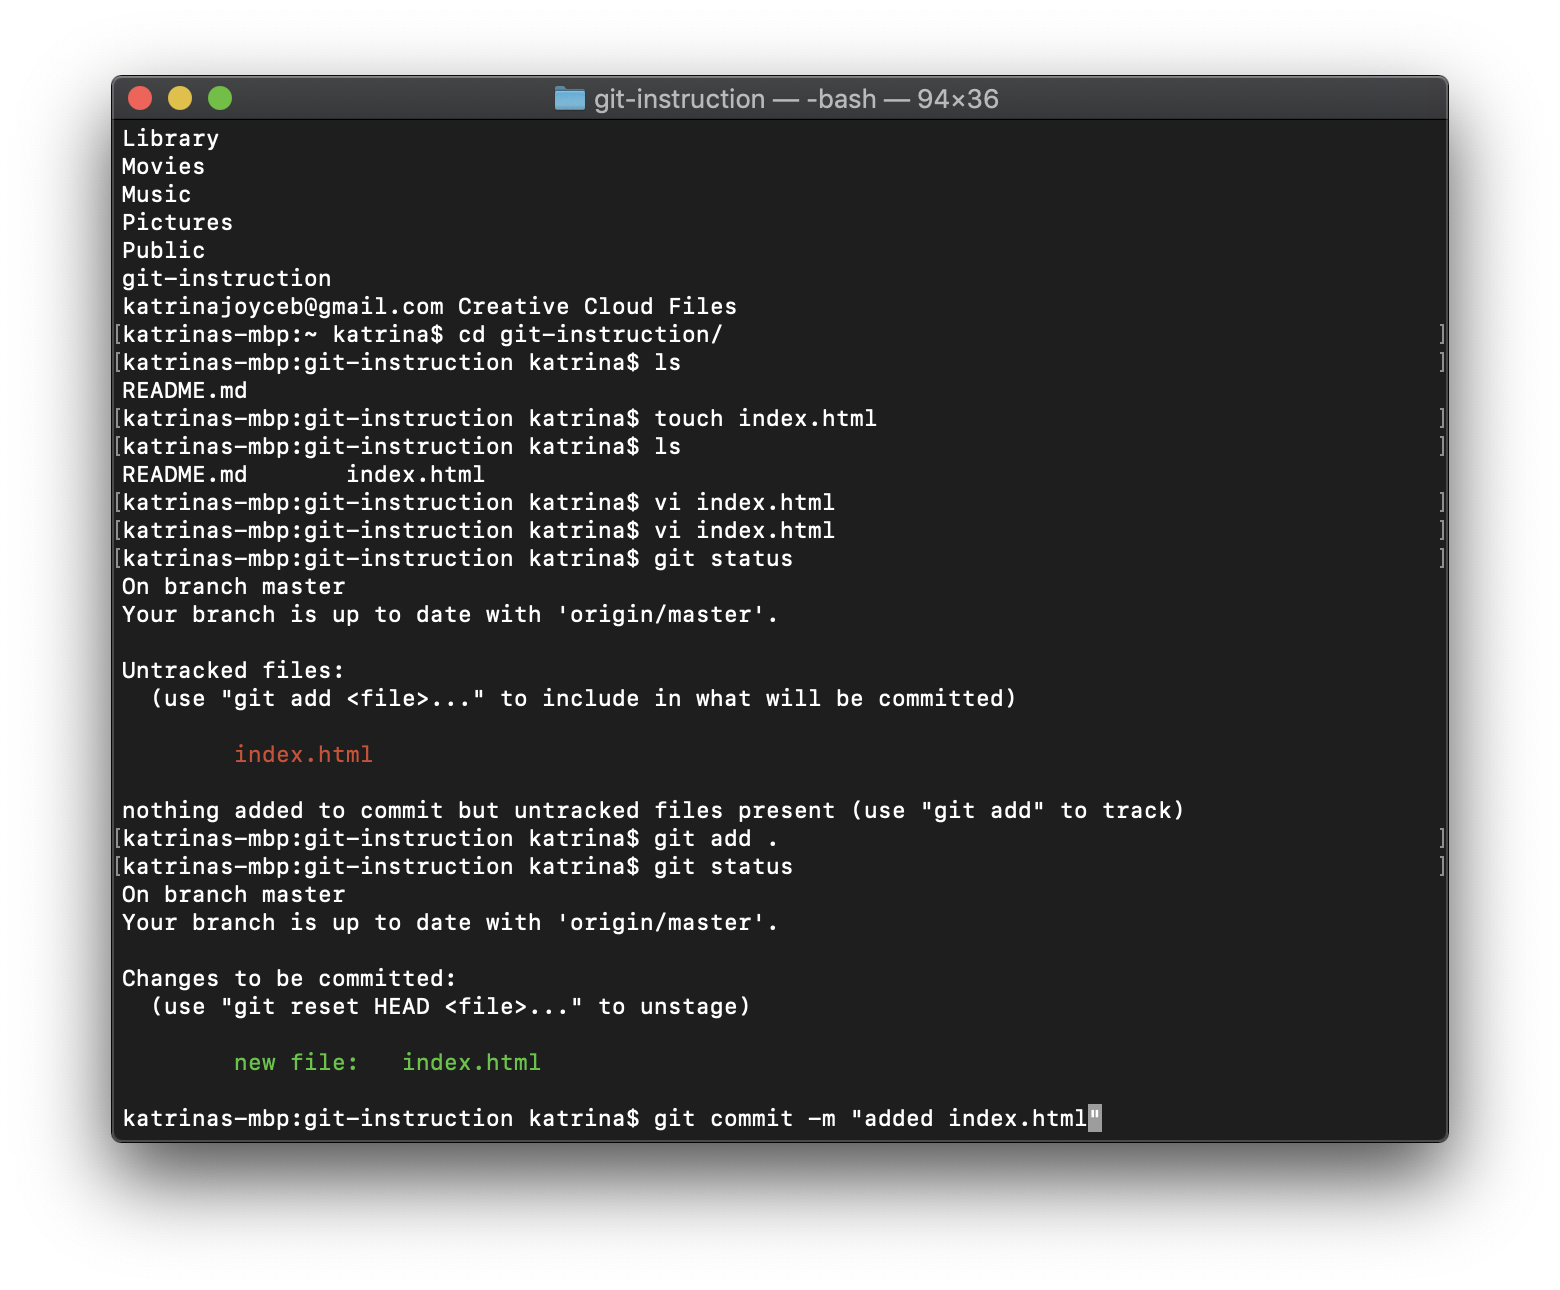 git-instruction — -bash — 94×36
Library
Movies
Music
Pictures
Public
git-instruction
katrinajoyceb@gmail.com Creative Cloud Files
[katrinas-mbp:~ katrina$ cd git-instruction/ ]
[katrinas-mbp:git-instruction katrina$ ls ]
README.md
[katrinas-mbp:git-instruction katrina$ touch index.html ]
[katrinas-mbp:git-instruction katrina$ ls ]
README.md       index.html
[katrinas-mbp:git-instruction katrina$ vi index.html ]
[katrinas-mbp:git-instruction katrina$ vi index.html ]
[katrinas-mbp:git-instruction katrina$ git status ]
On branch master
Your branch is up to date with 'origin/master'.
Untracked files:
  (use "git add <file>..." to include in what will be committed)
        index.html
nothing added to commit but untracked files present (use "git add" to track)
[katrinas-mbp:git-instruction katrina$ git add . ]
[katrinas-mbp:git-instruction katrina$ git status ]
On branch master
Your branch is up to date with 'origin/master'.
Changes to be committed:
  (use "git reset HEAD <file>..." to unstage)
        new file:   index.html
katrinas-mbp:git-instruction katrina$ git commit -m "added index.html"